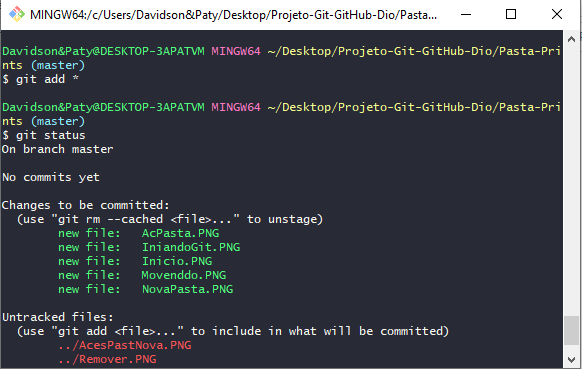 MINGW64:/c/Users/Davidson&Paty/Desktop/Projeto-Git-GitHub-Dio/Pasta...
Davidson&Paty@DESKTOP-3APATVM MINGW64 ~/Desktop/Projeto-Git-GitHub-Dio/Pasta-Pri
nts (master)
$ git add *
Davidson&Paty@DESKTOP-3APATVM MINGW64 ~/Desktop/Projeto-Git-GitHub-Dio/Pasta-Pri
nts (master)
$ git status
On branch master
No commits yet
Changes to be committed:
  (use "git rm --cached <file>..." to unstage)
        new file:   AcPasta.PNG
        new file:   IniandoGit.PNG
        new file:   Inicio.PNG
        new file:   Movenddo.PNG
        new file:   NovaPasta.PNG
Untracked files:
  (use "git add <file>..." to include in what will be committed)
        ../AcesPastNova.PNG
        ../Remover.PNG